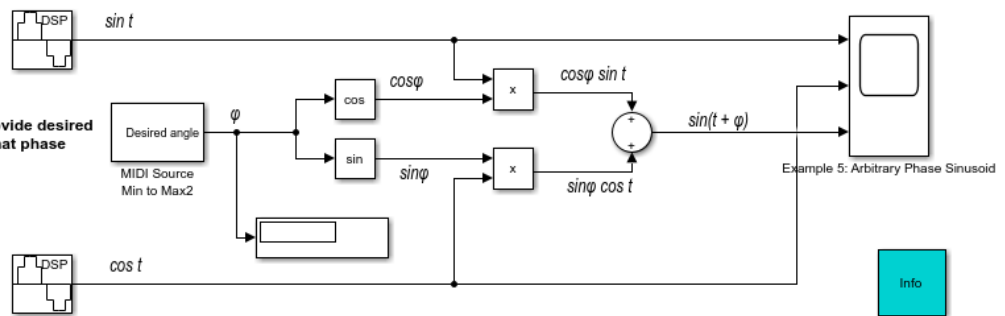 DSP
sin t
cosφ
cosφ sin t
x
cos
φ
Desired angle
vide desired
at phase
MIDI Source
Min to Max2
sin
sinφ
x
sinφ cos t
+
+
sin(t + φ)
Example 5: Arbitrary Phase Sinusoid
DSP
cos t
Info